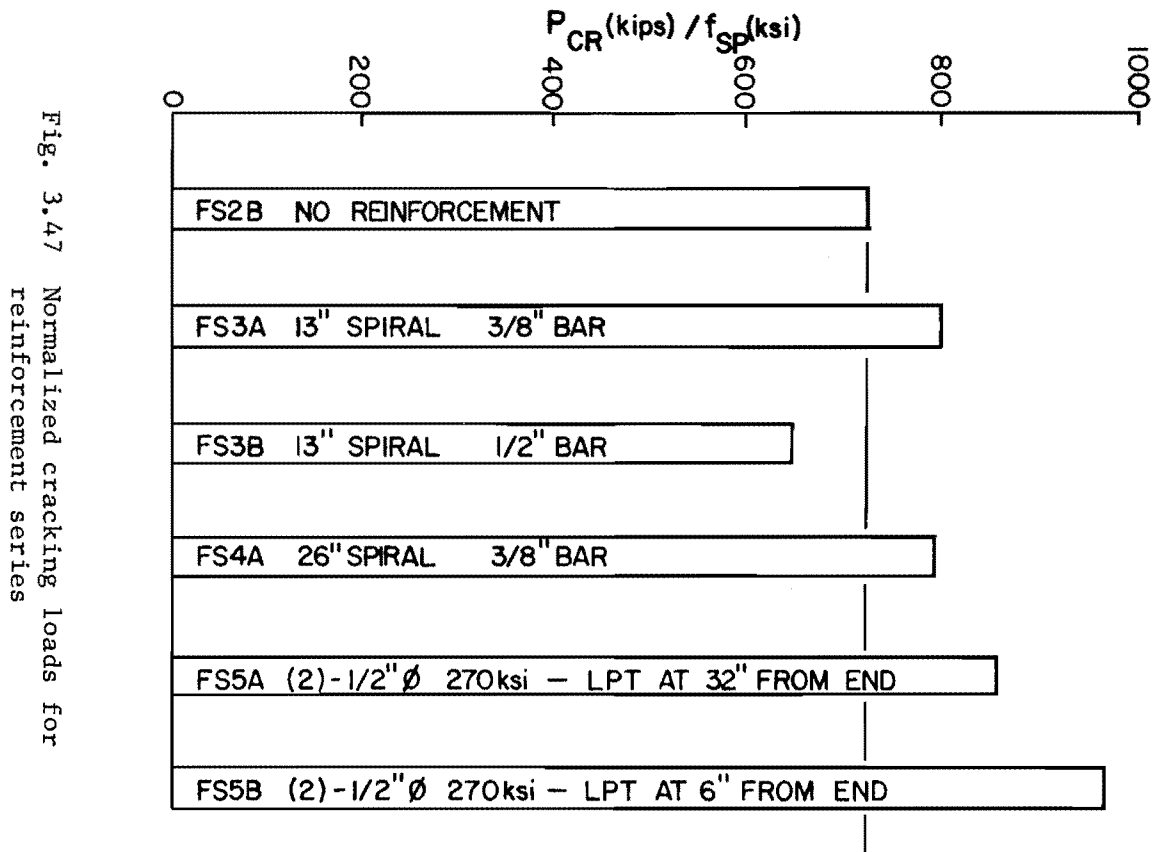 P_CR (kips) / f_SP (ksi)
0 200 400 600 800 1000
FS2B NO REINFORCEMENT
FS3A 13" SPIRAL 3/8" BAR
FS3B 13" SPIRAL 1/2" BAR
FS4A 26" SPIRAL 3/8" BAR
FS5A (2)-1/2"Ø 270ksi – LPT AT 32" FROM END
FS5B (2)-1/2"Ø 270ksi – LPT AT 6" FROM END
Fig. 3.47 Normalized cracking loads for
reinforcement series